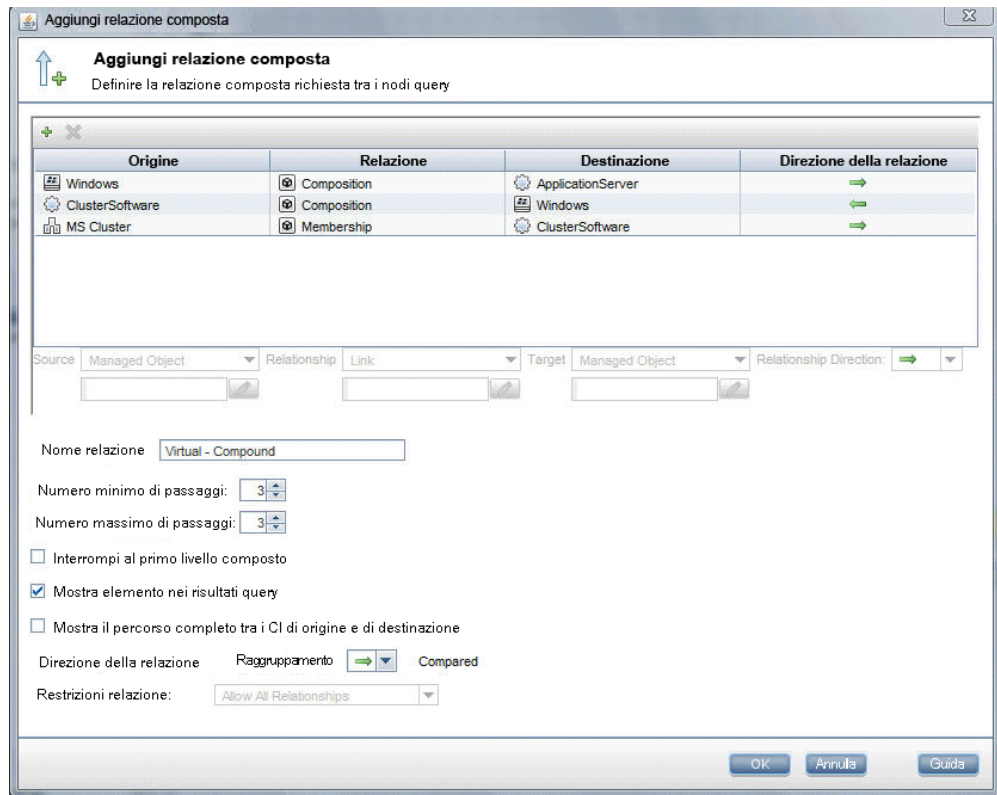 Aggiungi relazione composta
Aggiungi relazione composta
Definire la relazione composta richiesta tra i nodi query
Origine Relazione Destinazione Direzione della relazione
Windows Composition ApplicationServer
ClusterSoftware Composition Windows
MS Cluster Membership ClusterSoftware
Source Managed Object Relationship Link Target Managed Object Relationship Direction:
Nome relazione Virtual - Compound
Numero minimo di passaggi: 3
Numero massimo di passaggi: 3
Interrompi al primo livello composto
Mostra elemento nei risultati query
Mostra il percorso completo tra i CI di origine e di destinazione
Direzione della relazione Raggruppamento Compared
Restrizioni relazione: Allow All Relationships
OK Annulla Guida